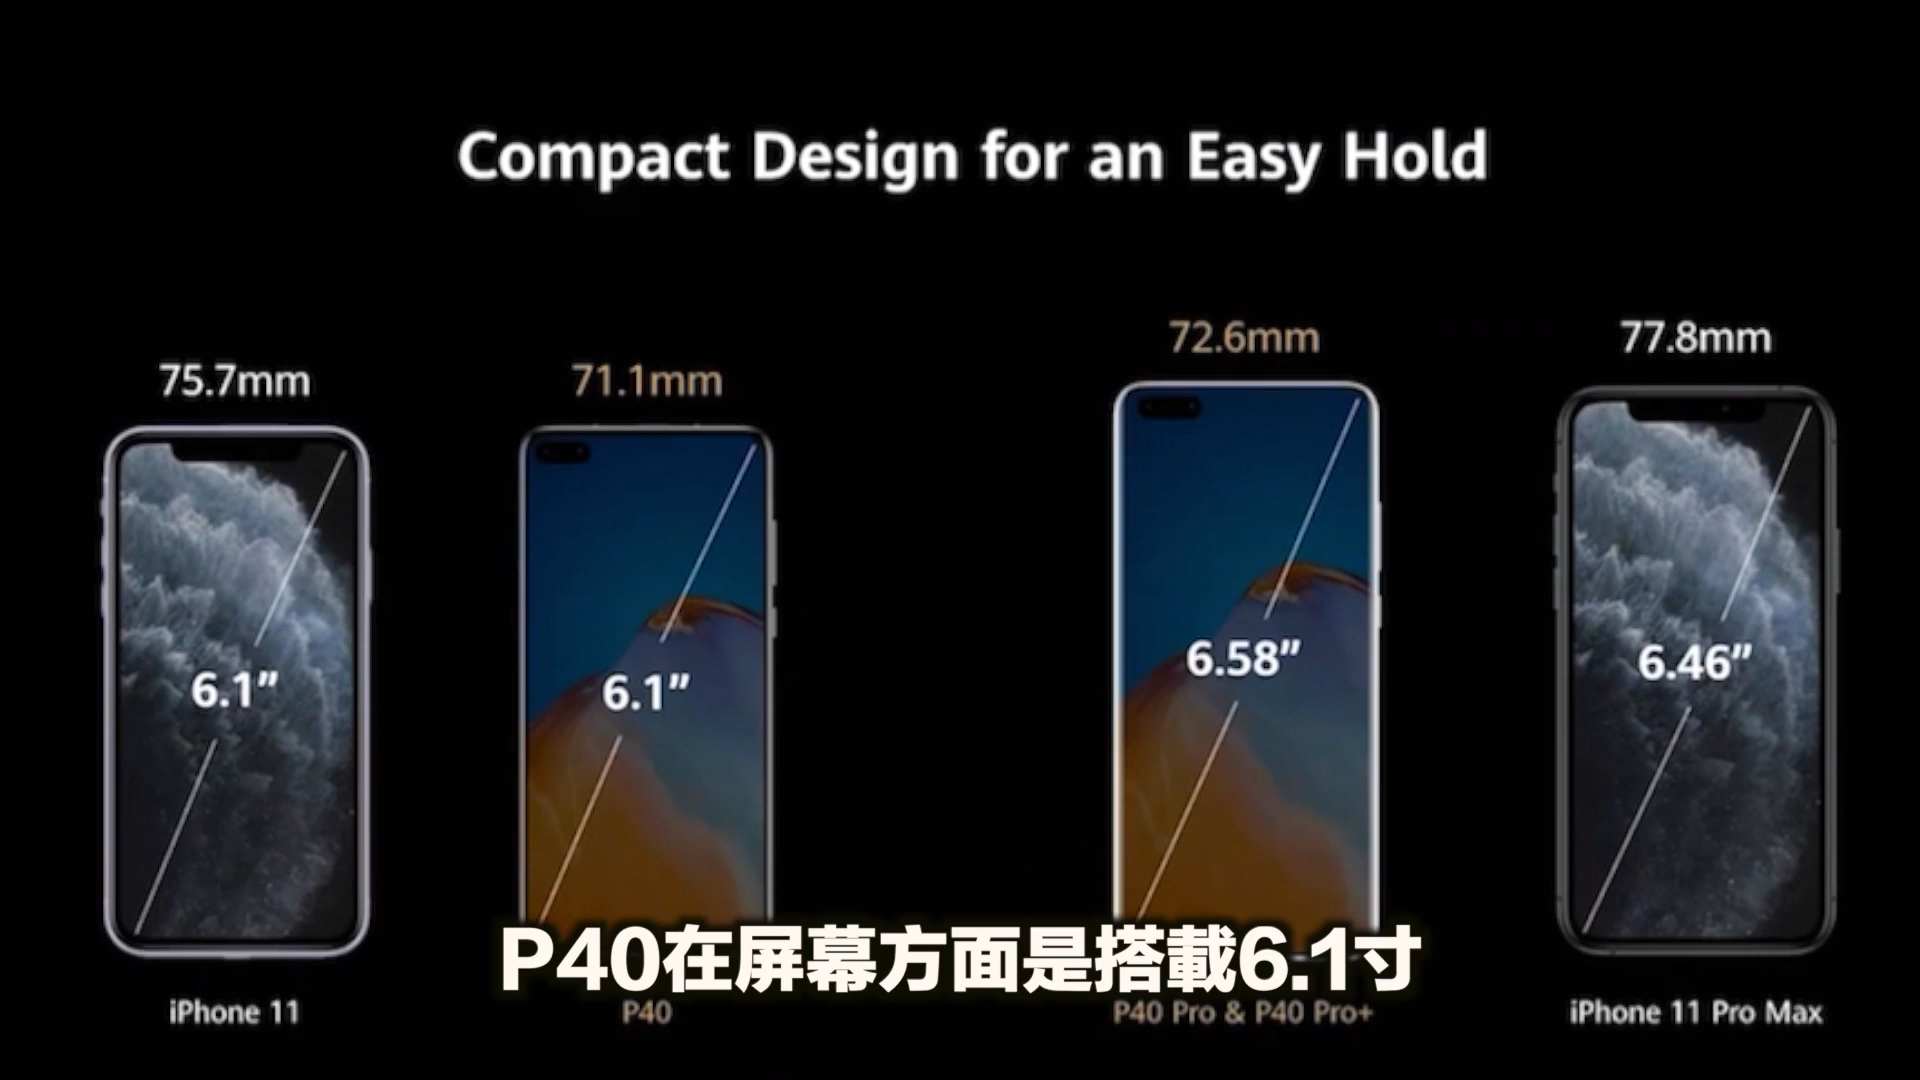 Compact Design for an Easy Hold
75.7mm
71.1mm
72.6mm
77.8mm
6.1”
6.1”
6.58”
6.46”
P40在屏幕方面是搭載6.1寸
iPhone 11
P40
P40 Pro & P40 Pro+
iPhone 11 Pro Max